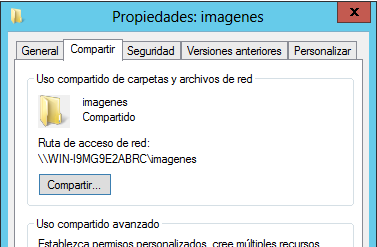 Propiedades: imagenes
x
General
Compartir
Seguridad
Versiones anteriores
Personalizar
Uso compartido de carpetas y archivos de red
imagenes
Compartido
Ruta de acceso de red:
\\WIN-I9MG9E2ABRC\imagenes
Compartir...
Uso compartido avanzado
Establezca permisos personalizados, cree múltiples recursos